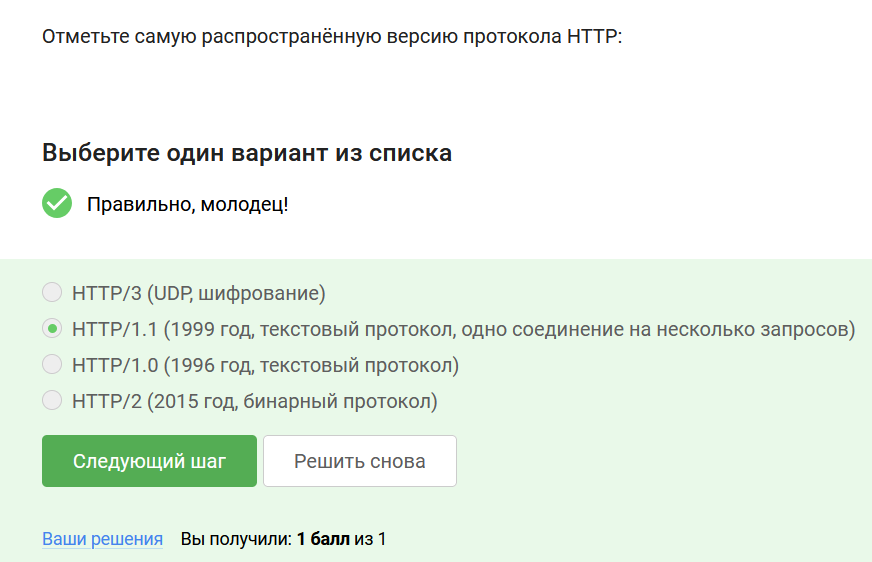 Отметьте самую распространённую версию протокола HTTP:
Выберите один вариант из списка
Правильно, молодец!
HTTP/3 (UDP, шифрование)
HTTP/1.1 (1999 год, текстовый протокол, одно соединение на несколько запросов)
HTTP/1.0 (1996 год, текстовый протокол)
HTTP/2 (2015 год, бинарный протокол)
Следующий шаг Решить снова
Ваши решения Вы получили: 1 балл из 1